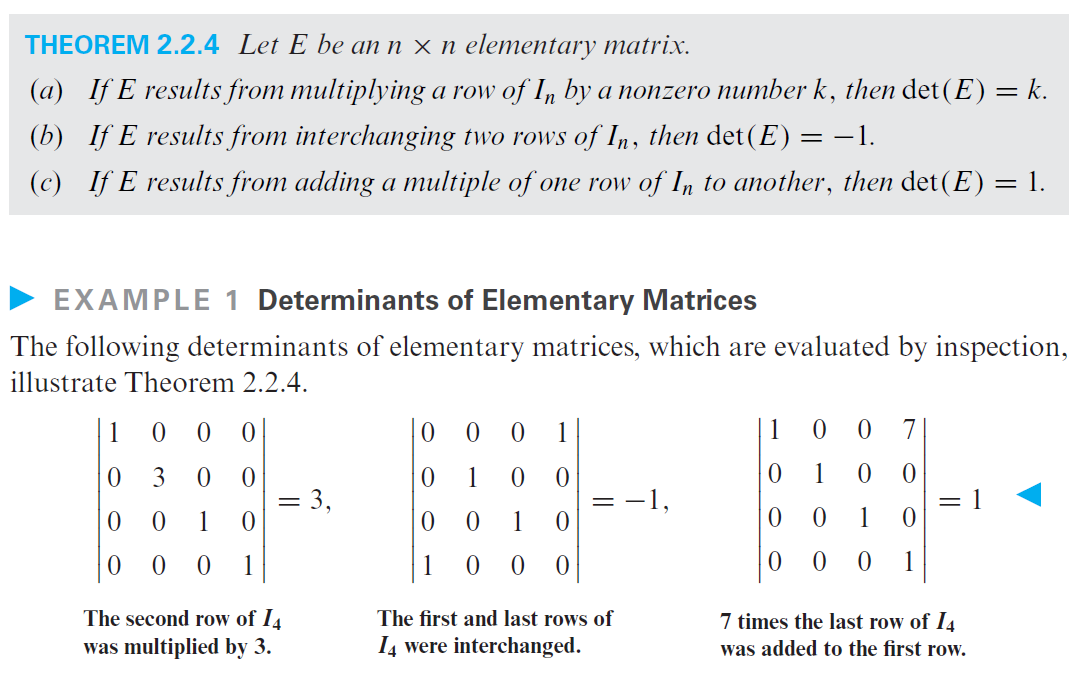 THEOREM 2.2.4 Let E be an n × n elementary matrix.
(a) If E results from multiplying a row of Iₙ by a nonzero number k, then det(E) = k.
(b) If E results from interchanging two rows of Iₙ, then det(E) = −1.
(c) If E results from adding a multiple of one row of Iₙ to another, then det(E) = 1.
▶ EXAMPLE 1 Determinants of Elementary Matrices
The following determinants of elementary matrices, which are evaluated by inspection,
illustrate Theorem 2.2.4.
|1 0 0 0|
|0 3 0 0|
|0 0 1 0|
|0 0 0 1|
= 3,
|0 0 0 1|
|0 1 0 0|
|0 0 1 0|
|1 0 0 0|
= −1,
|1 0 0 7|
|0 1 0 0|
|0 0 1 0|
|0 0 0 1|
= 1 ◀
The second row of I₄
was multiplied by 3.
The first and last rows of
I₄ were interchanged.
7 times the last row of I₄
was added to the first row.